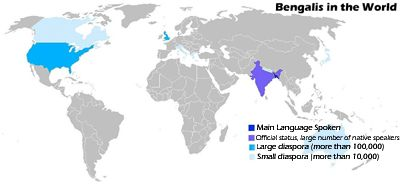 Bengalis in the World
Main Language Spoken
Official status, large number of native speakers
Large diaspora (more than 100,000)
Small diaspora (more than 10,000)